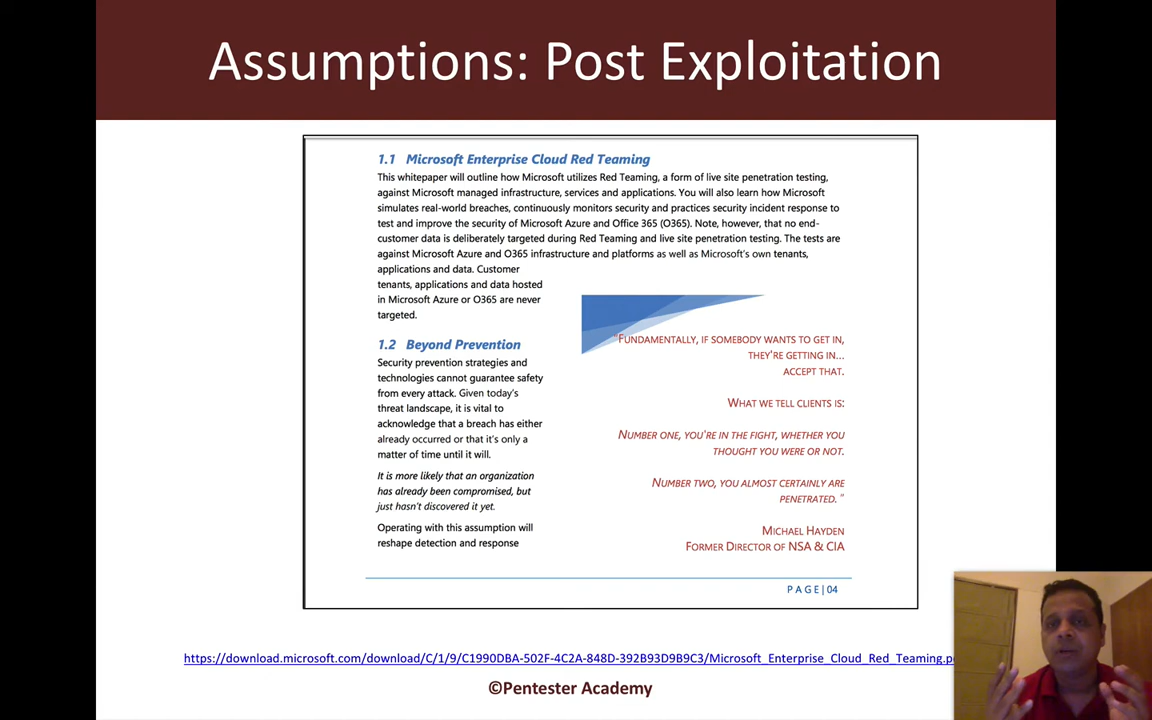 Assumptions: Post Exploitation
1.1 Microsoft Enterprise Cloud Red Teaming
This whitepaper will outline how Microsoft utilizes Red Teaming, a form of live site penetration testing,
against Microsoft managed infrastructure, services and applications. You will also learn how Microsoft
simulates real-world breaches, continuously monitors security and practices security incident response to
test and improve the security of Microsoft Azure and Office 365 (O365). Note, however, that no end-
customer data is deliberately targeted during Red Teaming and live site penetration testing. The tests are
against Microsoft Azure and O365 infrastructure and platforms as well as Microsoft's own tenants,
applications and data. Customer
tenants, applications and data hosted
in Microsoft Azure or O365 are never
targeted.
1.2 Beyond Prevention
Security prevention strategies and
technologies cannot guarantee safety
from every attack. Given today's
threat landscape, it is vital to
acknowledge that a breach has either
already occurred or that it's only a
matter of time until it will.
It is more likely that an organization
has already been compromised, but
just hasn't discovered it yet.
Operating with this assumption will
reshape detection and response
"FUNDAMENTALLY, IF SOMEBODY WANTS TO GET IN,
THEY'RE GETTING IN…
ACCEPT THAT.
WHAT WE TELL CLIENTS IS:
NUMBER ONE, YOU'RE IN THE FIGHT, WHETHER YOU
THOUGHT YOU WERE OR NOT.
NUMBER TWO, YOU ALMOST CERTAINLY ARE
PENETRATED. "
MICHAEL HAYDEN
FORMER DIRECTOR OF NSA & CIA
PAGE|04
https://download.microsoft.com/download/C/1/9/C1990DBA-502F-4C2A-848D-392B93D9B9C3/Microsoft_Enterprise_Cloud_Red_Teaming.p
©Pentester Academy